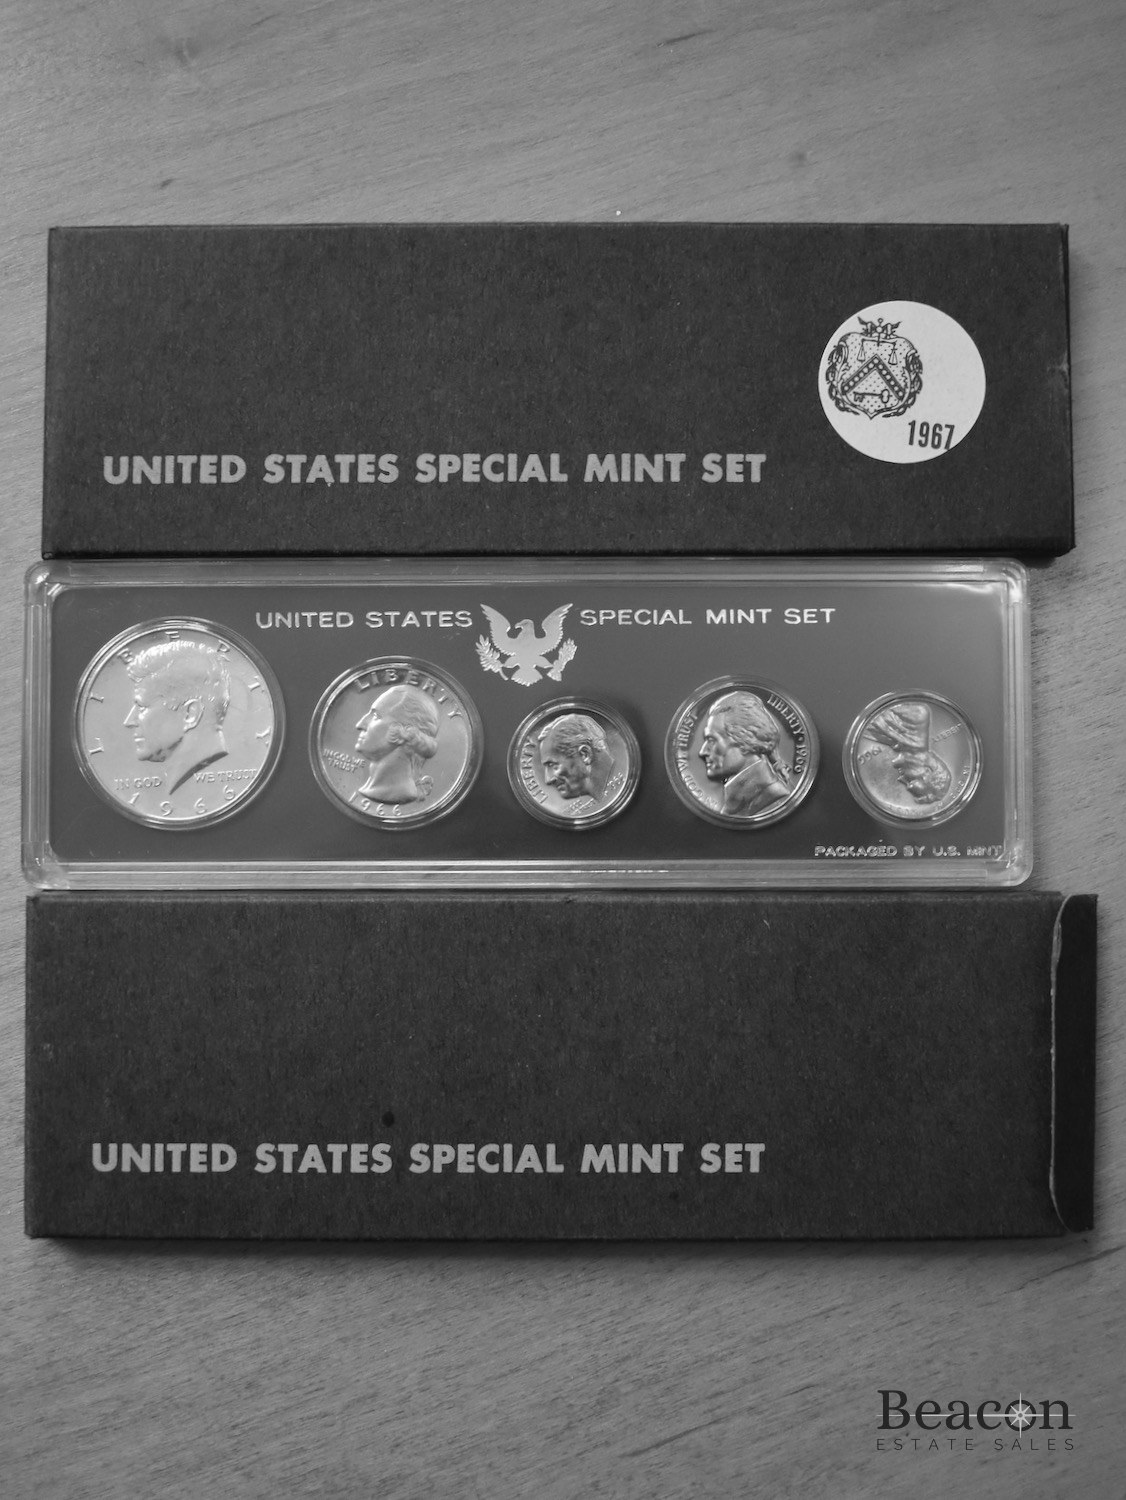 1967
UNITED STATES SPECIAL MINT SET
UNITED STATES SPECIAL MINT SET
LIBERTY
IN GOD WE TRUST
1966
LIBERTY
IN GOD WE TRUST
1966
LIBERTY
WE TRUST
LIBERTY · 1966
PACKAGED BY U.S. MINT
UNITED STATES SPECIAL MINT SET
Beacon
ESTATE SALES